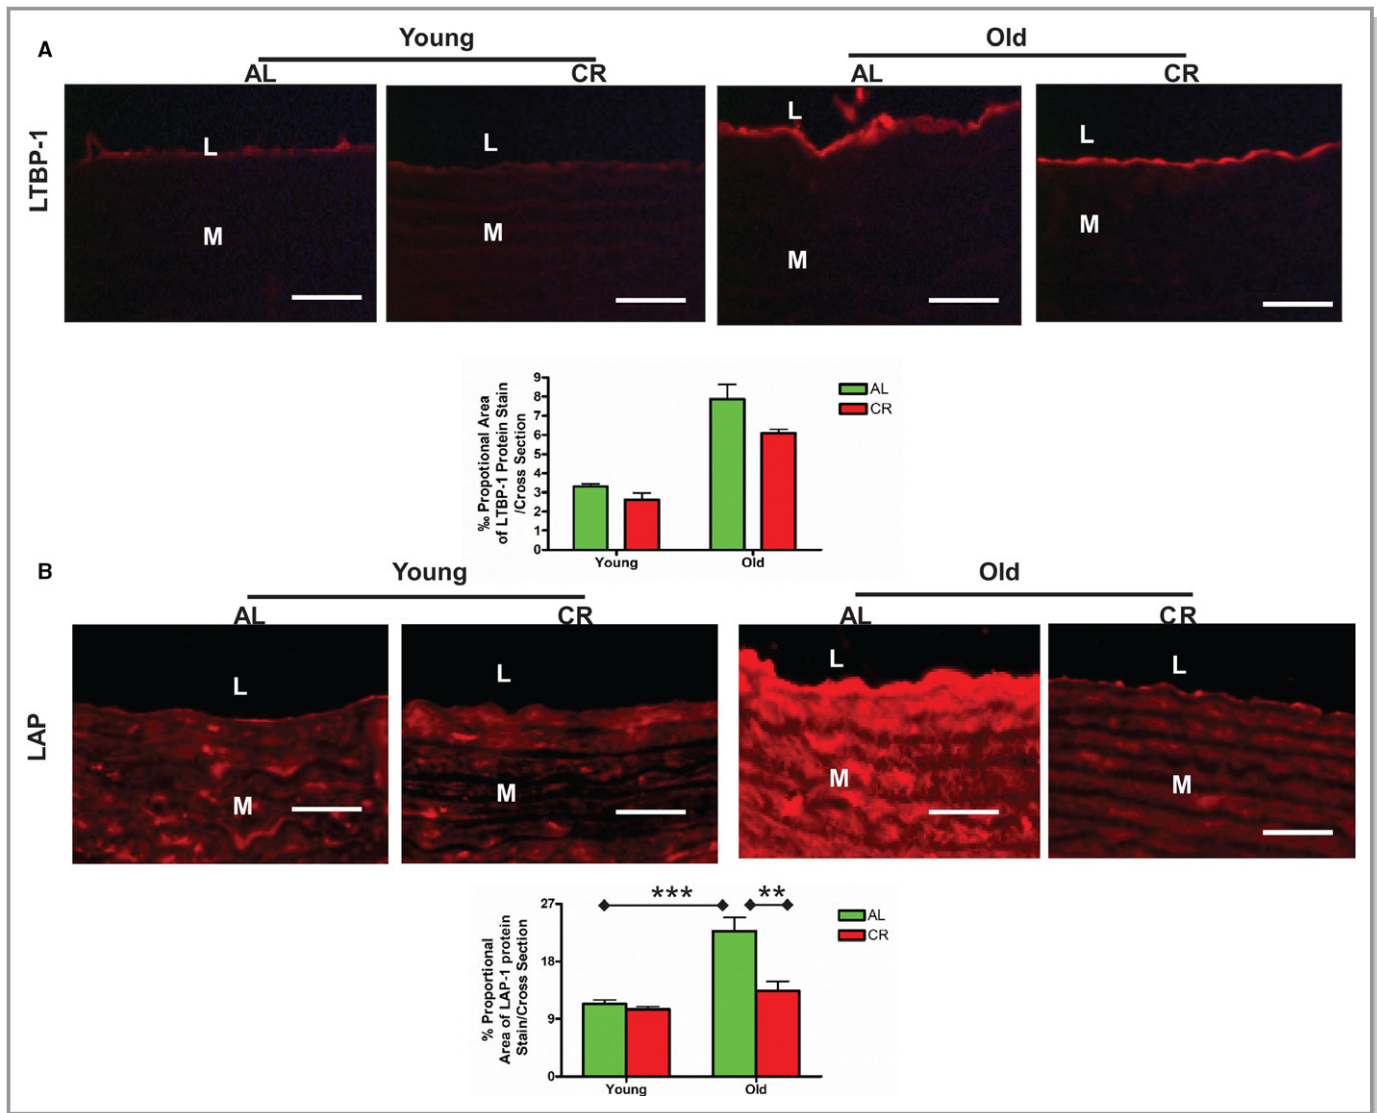 A
Young
Old
AL
CR
AL
CR
LTBP-1
L
M
L
M
L
M
L
M
‰ Propotional Area
of LTBP-1 Protein Stain
/Cross Section
9
8
7
6
5
4
3
2
1
0
Young
Old
AL
CR
B
Young
Old
AL
CR
AL
CR
LAP
L
M
L
M
L
M
L
M
% Proportional
Area of LAP-1 protein
Stain/Cross Section
27
18
9
0
***
**
Young
Old
AL
CR